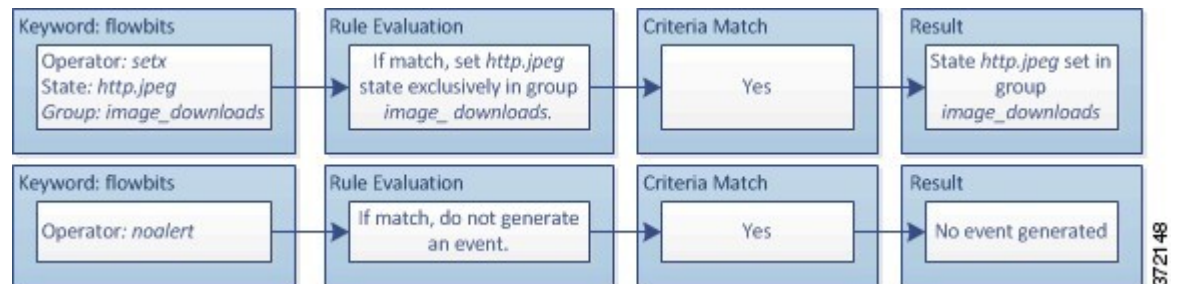 Keyword: flowbits
Operator: setx
State: http.jpeg
Group: image_downloads
Rule Evaluation
If match, set http.jpeg
state exclusively in group
image_ downloads.
Criteria Match
Yes
Result
State http.jpeg set in
group
image_downloads
Keyword: flowbits
Operator: noalert
Rule Evaluation
If match, do not generate
an event.
Criteria Match
Yes
Result
No event generated
372148